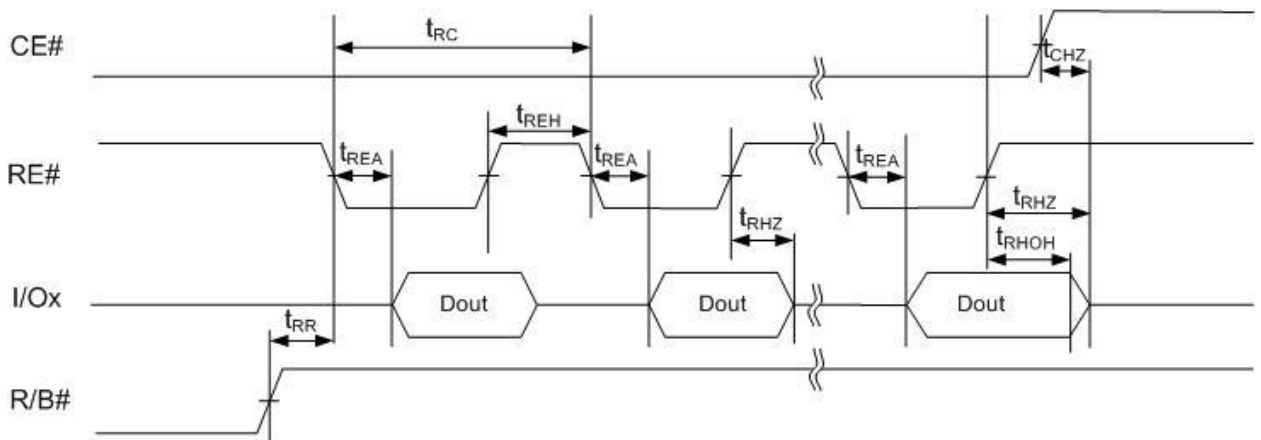 CE#
tRC
tCHZ
tREH
RE#
tREA
tREA
tREA
tRHZ
tRHZ
tRHOH
I/Ox
Dout
Dout
Dout
tRR
R/B#